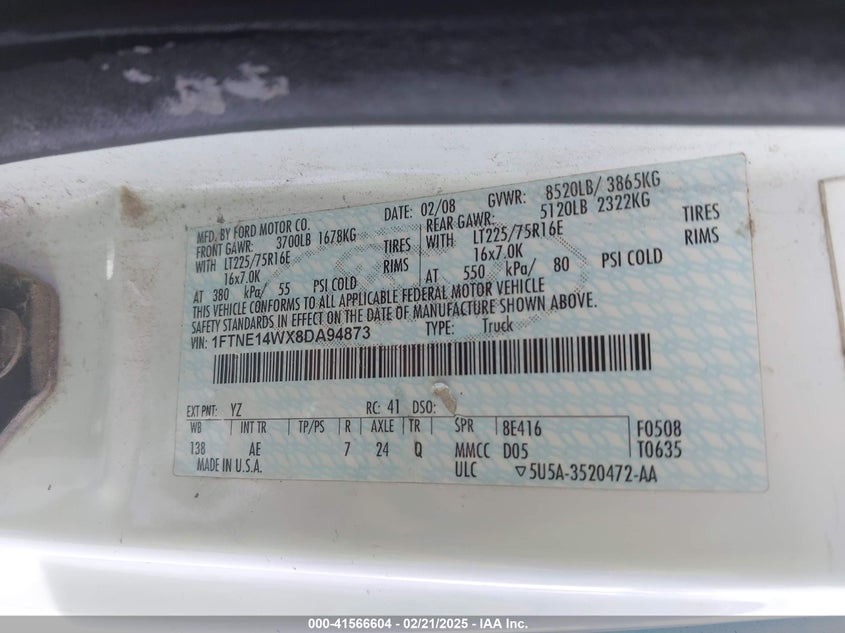 MFD. BY FORD MOTOR CO.
DATE: 02/08 GVWR: 8520LB/ 3865KG
FRONT GAWR: 3700LB 1678KG REAR GAWR: 5120LB 2322KG
WITH LT225/75R16E TIRES WITH LT225/75R16E TIRES
16x7.0K RIMS 16x7.0K RIMS
AT 380 kPa/ 55 PSI COLD AT 550 kPa/ 80 PSI COLD
THIS VEHICLE CONFORMS TO ALL APPLICABLE FEDERAL MOTOR VEHICLE
SAFETY STANDARDS IN EFFECT ON THE DATE OF MANUFACTURE SHOWN ABOVE.
VIN: 1FTNE14WX8DA94873 TYPE: Truck
EXT PNT: YZ RC: 41 DSO:
WB INT TR TP/PS R AXLE TR SPR 8E416 F0508
138 AE 7 24 Q MMCC D05 T0635
MADE IN U.S.A. ULC ▽5U5A-3520472-AA
000-41566604 - 02/21/2025 - IAA Inc.